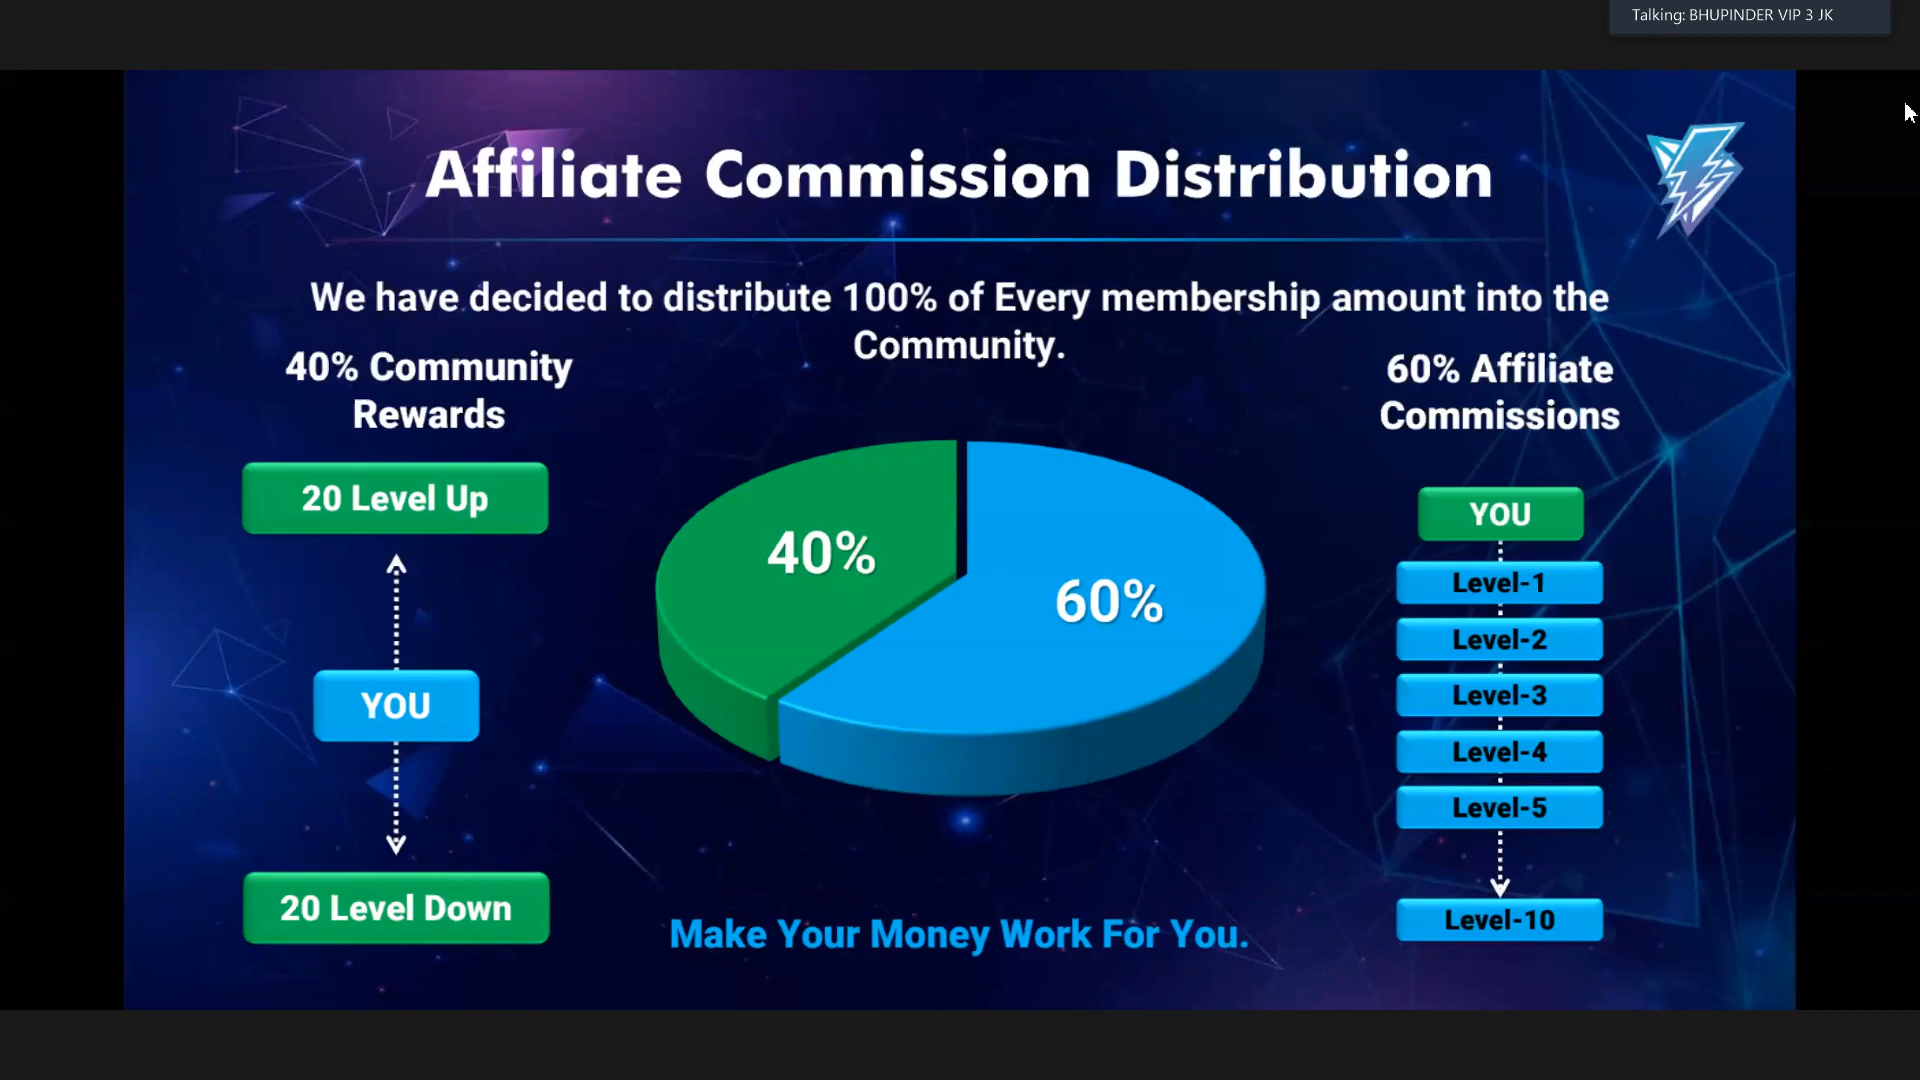 Talking: BHUPINDER VIP 3 JK
Affiliate Commission Distribution
We have decided to distribute 100% of Every membership amount into the
Community.
40% Community
Rewards
20 Level Up
YOU
20 Level Down
40%
60%
Make Your Money Work For You.
60% Affiliate
Commissions
YOU
Level-1
Level-2
Level-3
Level-4
Level-5
Level-10